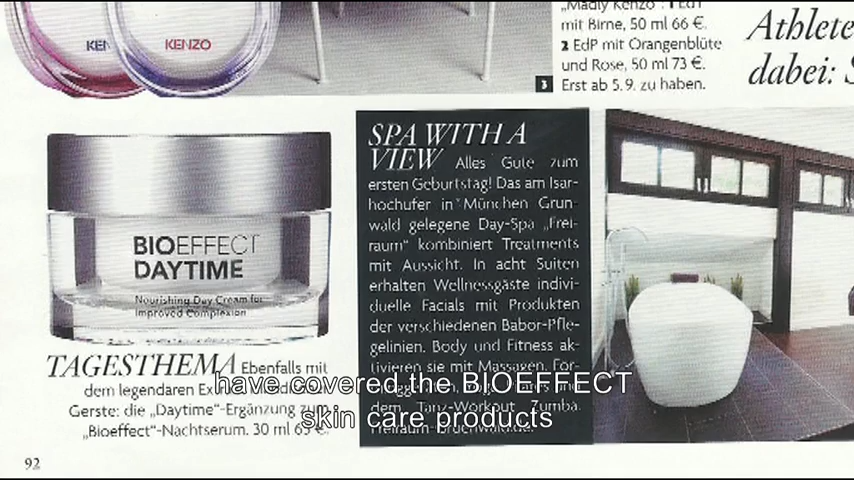 KEN
KENZO
„Madly Kenzo“: 1 EdT
mit Birne, 50 ml 66 €.
2 EdP mit Orangenblüte
und Rose, 50 ml 73 €.
Erst ab 5.9. zu haben.
3
Athlete
dabei: S
BIOEFFECT
DAYTIME
Nourishing Day Cream for
Improved Complexion
TAGESTHEMA Ebenfalls mit
dem legendären
Gerste: die „Daytime“-Ergänzung
„Bioeffect“-Nachtserum. 30 ml 65 €.
SPA WITH A
VIEW Alles Gute zum
ersten Geburtstag! Das am Isar-
hochufer in München Grün-
wald gelegene Day-Spa „Frei-
raum“ kombiniert Treatments
mit Aussicht. In acht Suiten
erhalten Wellnessgäste indivi-
duelle Facials mit Produkten
der verschiedenen Babor-Pfle-
gelinien. Body und Fitness ak-
tivieren sie mit Massagen,
dem Tanz-Workout Zumba.
have covered the BIOEFFECT
skin care products
92